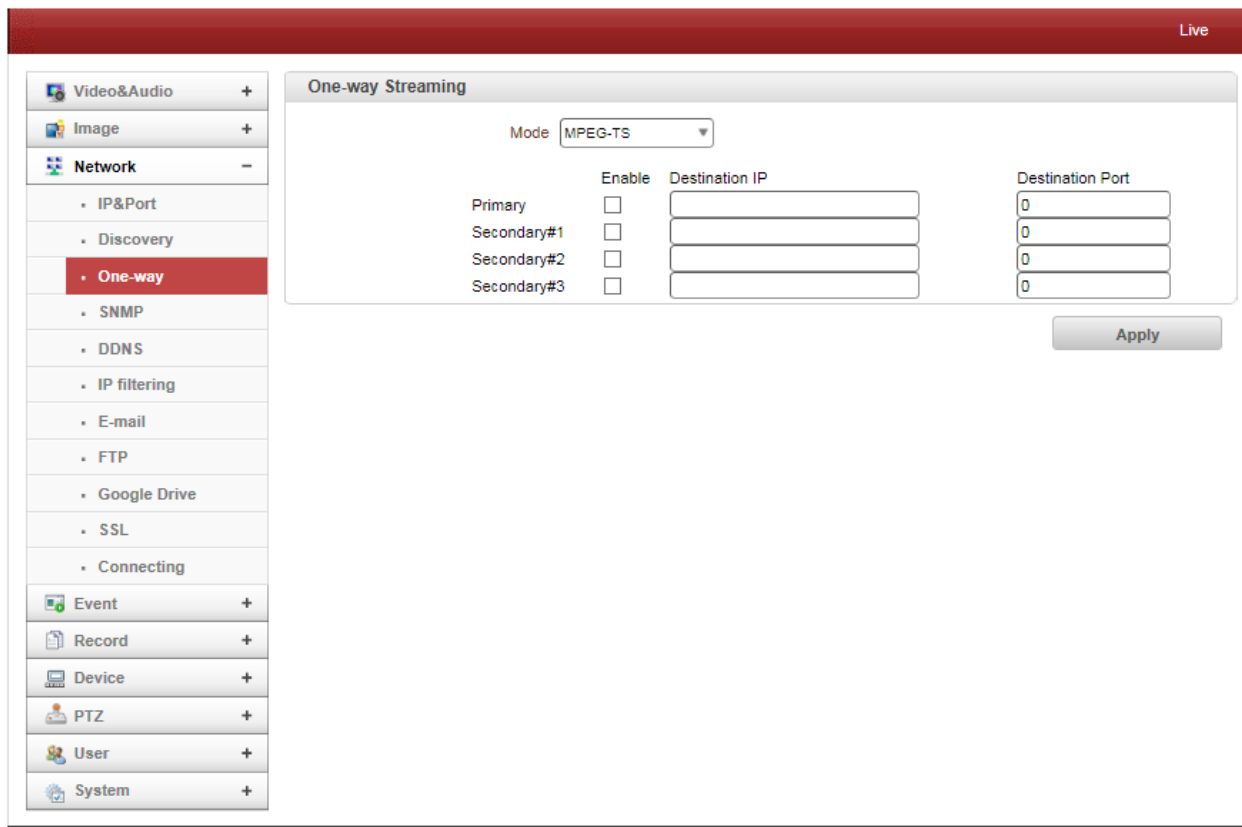 Live
Video&Audio +
Image +
Network −
IP&Port
Discovery
One-way
SNMP
DDNS
IP filtering
E-mail
FTP
Google Drive
SSL
Connecting
Event +
Record +
Device +
PTZ +
User +
System +
One-way Streaming
Mode MPEG-TS
Enable Destination IP Destination Port
Primary 0
Secondary#1 0
Secondary#2 0
Secondary#3 0
Apply